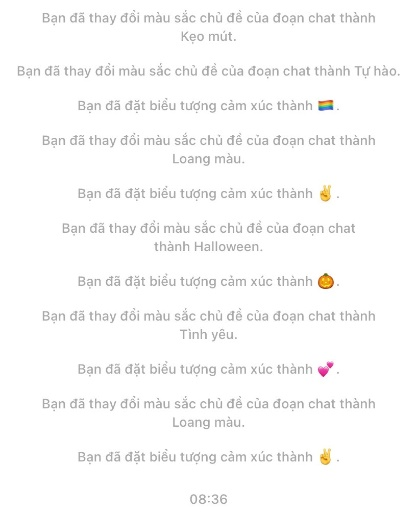 Bạn đã thay đổi màu sắc chủ đề của đoạn chat thành
Kẹo mút.
Bạn đã thay đổi màu sắc chủ đề của đoạn chat thành Tự hào.
Bạn đã đặt biểu tượng cảm xúc thành 🏳️‍🌈.
Bạn đã thay đổi màu sắc chủ đề của đoạn chat thành
Loang màu.
Bạn đã đặt biểu tượng cảm xúc thành ✌️.
Bạn đã thay đổi màu sắc chủ đề của đoạn chat
thành Halloween.
Bạn đã đặt biểu tượng cảm xúc thành 🎃.
Bạn đã thay đổi màu sắc chủ đề của đoạn chat thành
Tình yêu.
Bạn đã đặt biểu tượng cảm xúc thành 💕.
Bạn đã thay đổi màu sắc chủ đề của đoạn chat thành
Loang màu.
Bạn đã đặt biểu tượng cảm xúc thành ✌️.
08:36